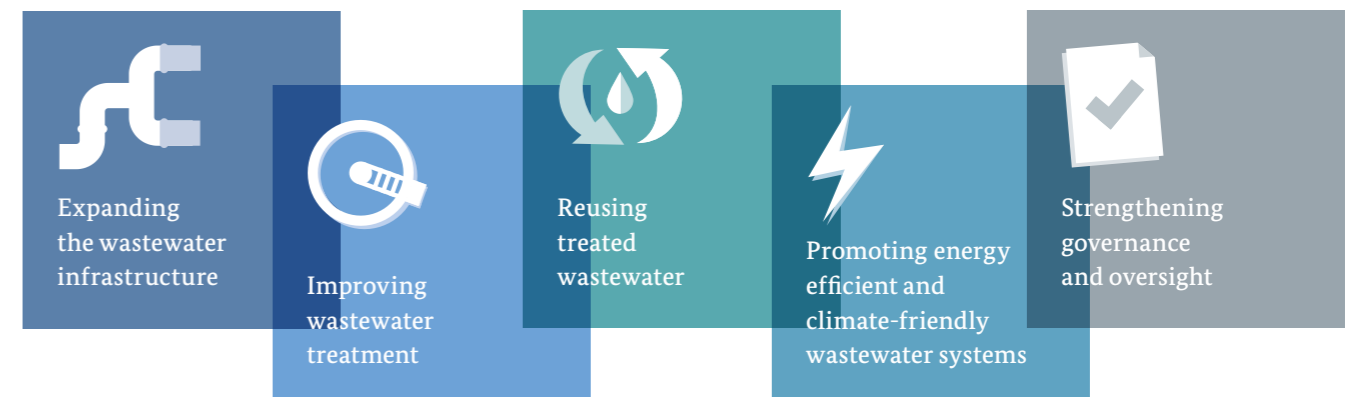 Expanding
the wastewater
infrastructure
Improving
wastewater
treatment
Reusing
treated
wastewater
Promoting energy
efficient and
climate-friendly
wastewater systems
Strengthening
governance
and oversight